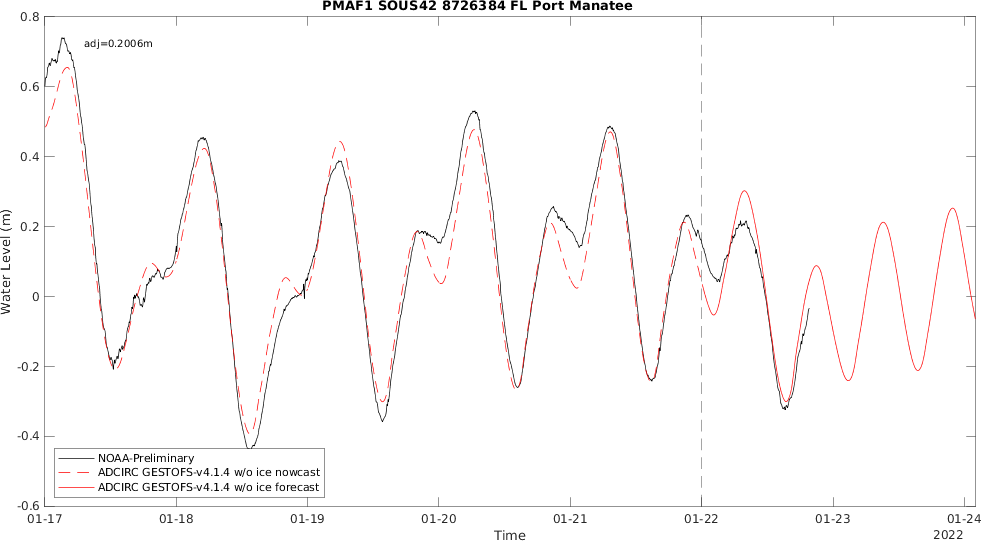 PMAF1 SOUS42 8726384 FL Port Manatee
adj=0.2006m
0.8
0.6
0.4
0.2
0
-0.2
-0.4
-0.6
Water Level (m)
NOAA-Preliminary
ADCIRC GESTOFS-v4.1.4 w/o ice nowcast
ADCIRC GESTOFS-v4.1.4 w/o ice forecast
01-17 01-18 01-19 01-20 01-21 01-22 01-23 01-24
Time
2022